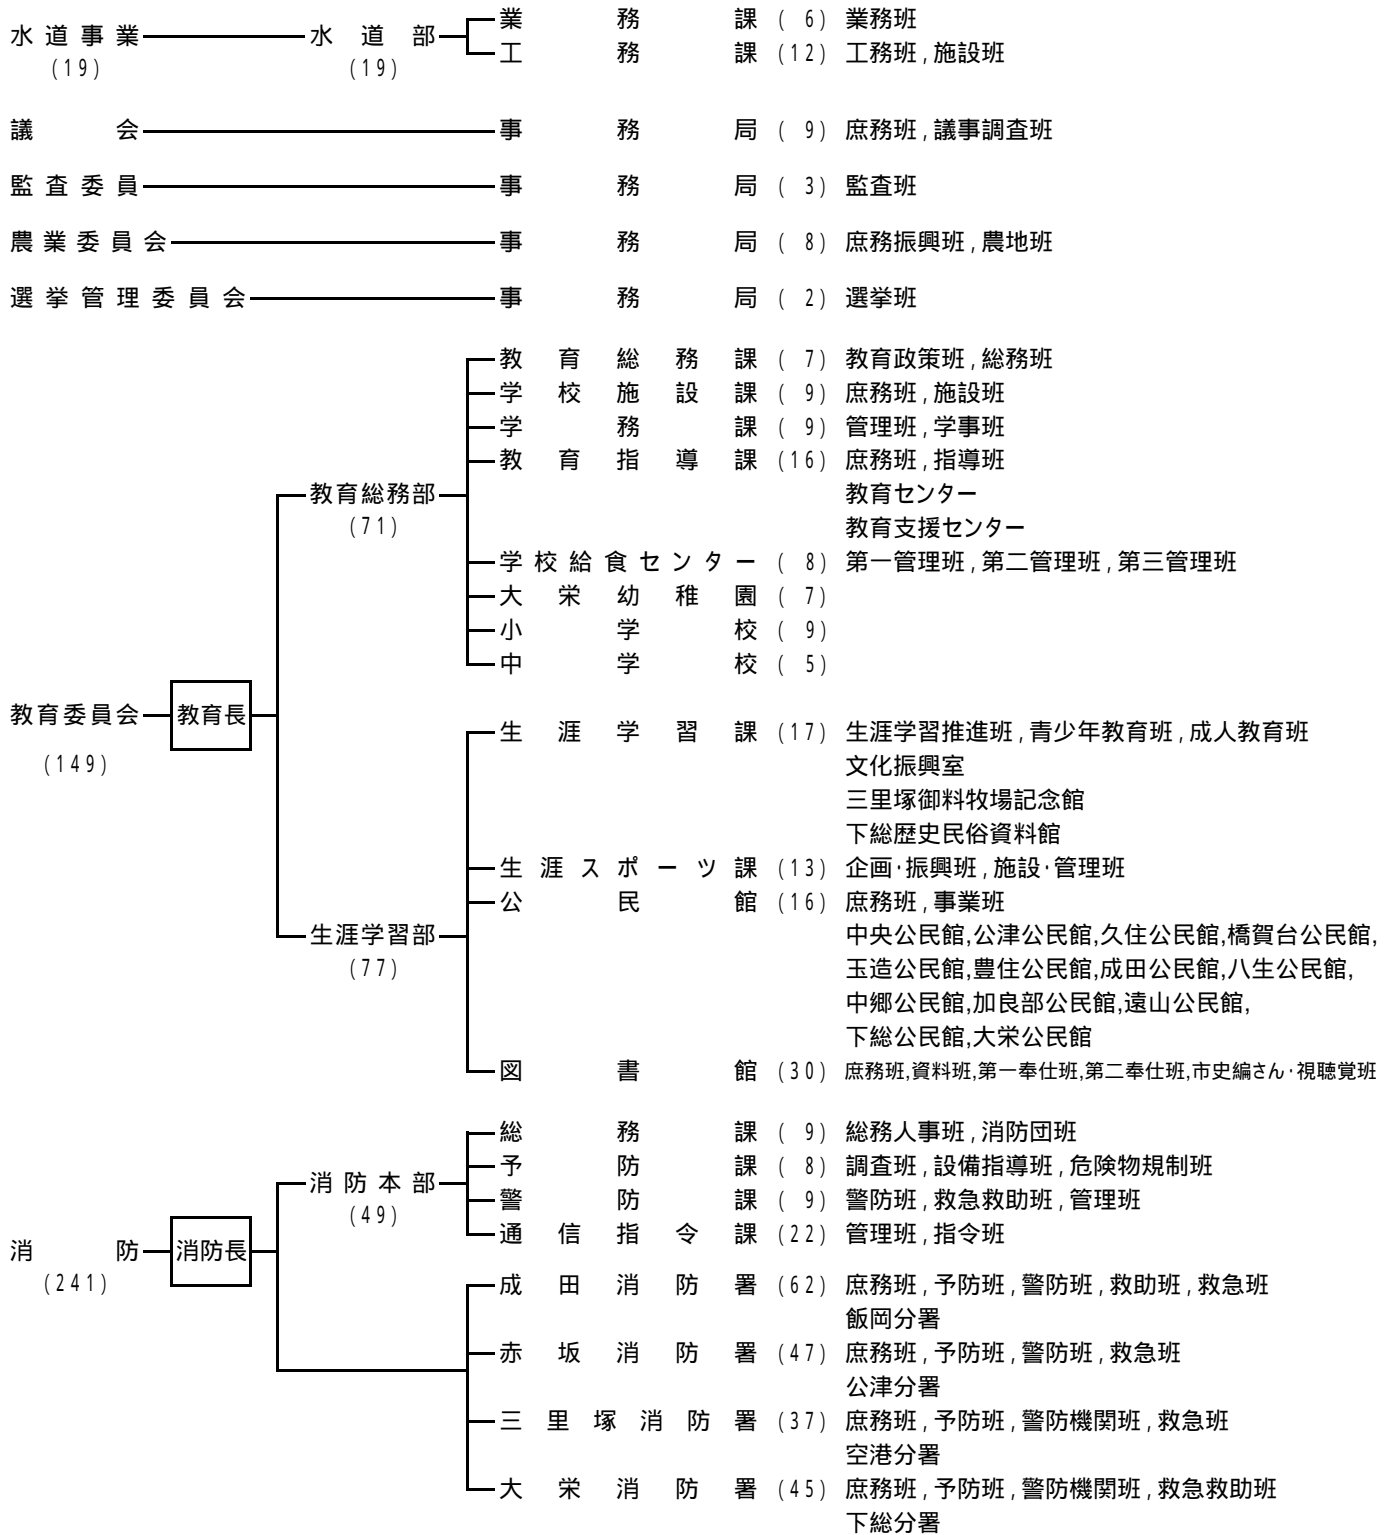 水道事業 水道部 業務課 ( 6) 業務班
(19) (19) 工務課 (12) 工務班,施設班
議会 事務局 ( 9) 庶務班,議事調査班
監査委員 事務局 ( 3) 監査班
農業委員会 事務局 ( 8) 庶務振興班,農地班
選挙管理委員会 事務局 ( 2) 選挙班
教育総務課 ( 7) 教育政策班,総務班
学校施設課 ( 9) 庶務班,施設班
学務課 ( 9) 管理班,学事班
教育指導課 (16) 庶務班,指導班
教育総務部 教育センター
(71) 教育支援センター
学校給食センター ( 8) 第一管理班,第二管理班,第三管理班
大栄幼稚園 ( 7)
小学校 ( 9)
中学校 ( 5)
教育委員会 教育長
(149)
生涯学習課 (17) 生涯学習推進班,青少年教育班,成人教育班
文化振興室
三里塚御料牧場記念館
下総歴史民俗資料館
生涯スポーツ課 (13) 企画・振興班,施設・管理班
公民館 (16) 庶務班,事業班
生涯学習部 中央公民館,公津公民館,久住公民館,橋賀台公民館,
(77) 玉造公民館,豊住公民館,成田公民館,八生公民館,
中郷公民館,加良部公民館,遠山公民館,
下総公民館,大栄公民館
図書館 (30) 庶務班,資料班,第一奉仕班,第二奉仕班,市史編さん・視聴覚班
総務課 ( 9) 総務人事班,消防団班
消防本部 予防課 ( 8) 調査班,設備指導班,危険物規制班
(49) 警防課 ( 9) 警防班,救急救助班,管理班
通信指令課 (22) 管理班,指令班
消防 消防長
(241)
成田消防署 (62) 庶務班,予防班,警防班,救助班,救急班
飯岡分署
赤坂消防署 (47) 庶務班,予防班,警防班,救急班
公津分署
三里塚消防署 (37) 庶務班,予防班,警防機関班,救急班
空港分署
大栄消防署 (45) 庶務班,予防班,警防機関班,救急救助班
下総分署